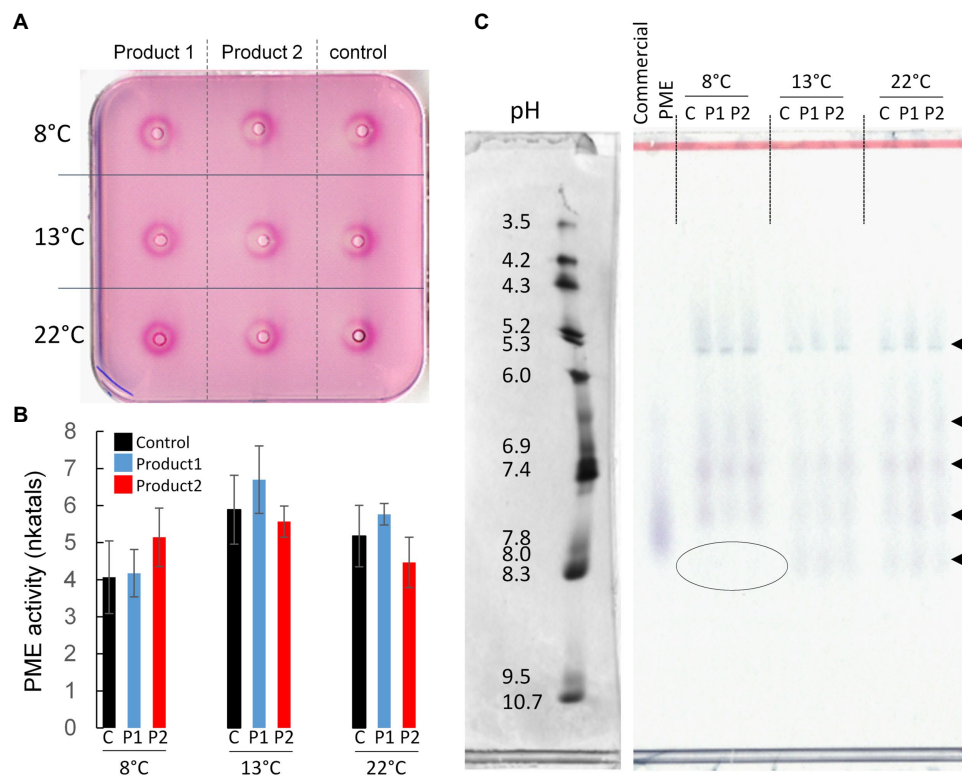 A
Product 1 Product 2 control
8°C
13°C
22°C
B
PME activity (nkatals)
8
7
6
5
4
3
2
1
0
Control
Product1
Product2
C P1 P2 C P1 P2 C P1 P2
8°C 13°C 22°C
C
pH
3.5
4.2
4.3
5.2
5.3
6.0
6.9
7.4
7.8
8.0
8.3
9.5
10.7
Commercial
PME
8°C 13°C 22°C
C P1 P2 C P1 P2 C P1 P2